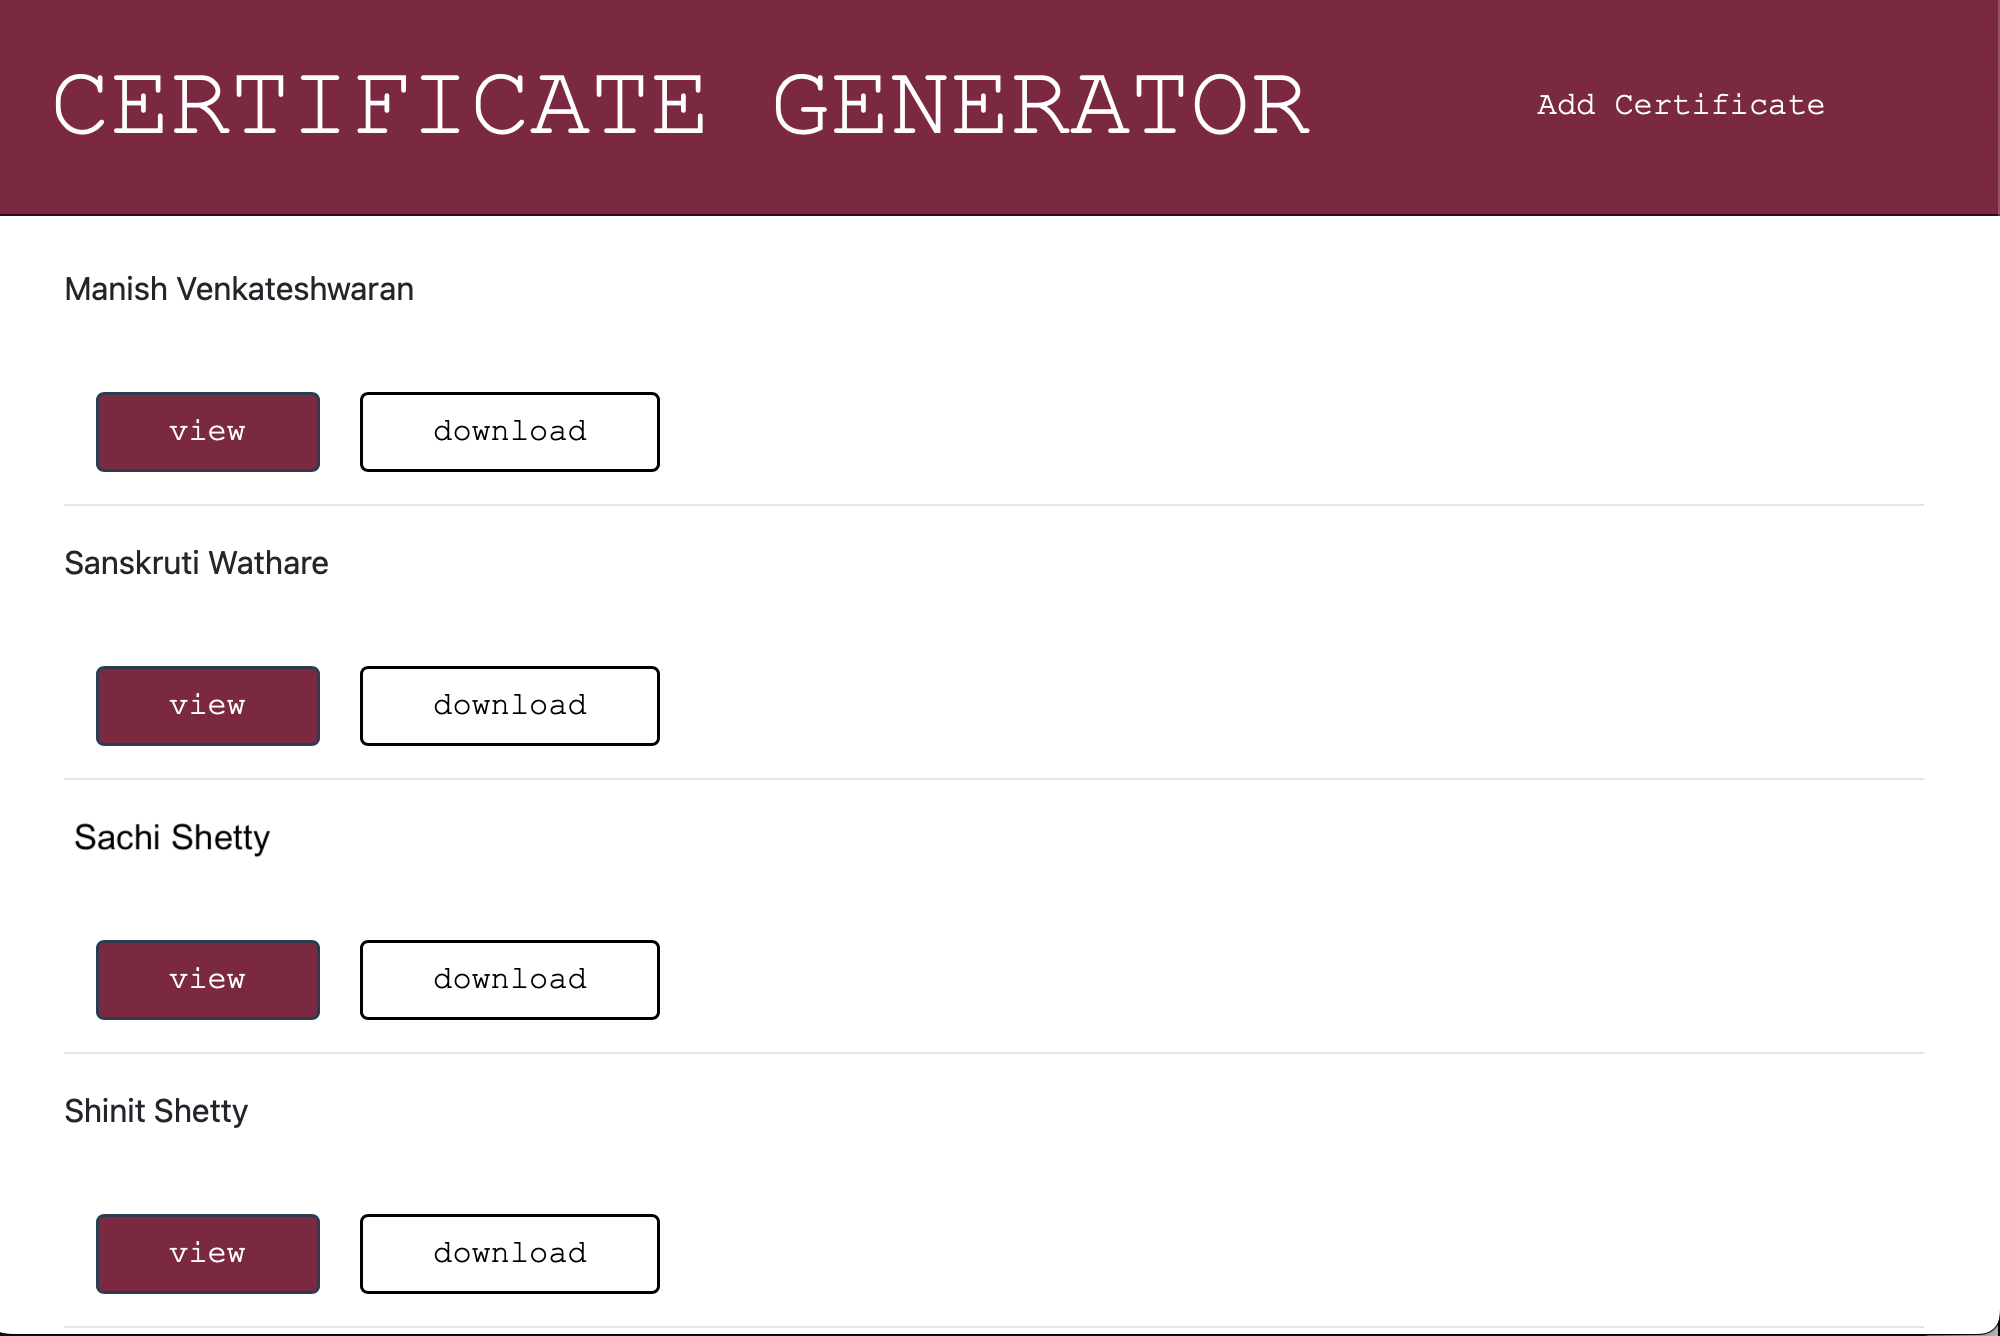 CERTIFICATE GENERATOR
Add Certificate
Manish Venkateshwaran
view download
Sanskruti Wathare
view download
Sachi Shetty
view download
Shinit Shetty
view download